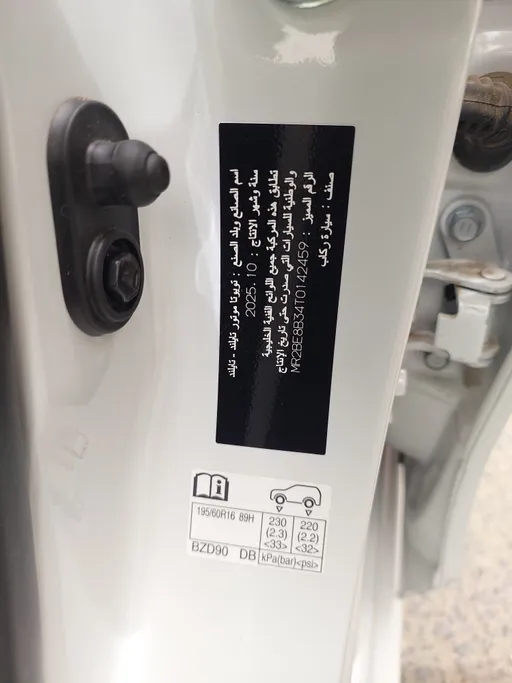 اسم الصانع وبلد الصنع : تويوتا موتور تايلند - تايلند
سنة وشهر الانتاج : 2025.10
تطابق هذه المركبة جميع اللرائح الفنية الخليجية
والوطنية للسيارات التي صدرت حتى تاريخ الإنتاج
الرقم المميز : MR2BE8B34T0142459
صنف : سيارة ركاب
i
195/60R16 89H
230 220
(2.3) (2.2)
<33> <32>
BZD90 DB kPa(bar)<psi>